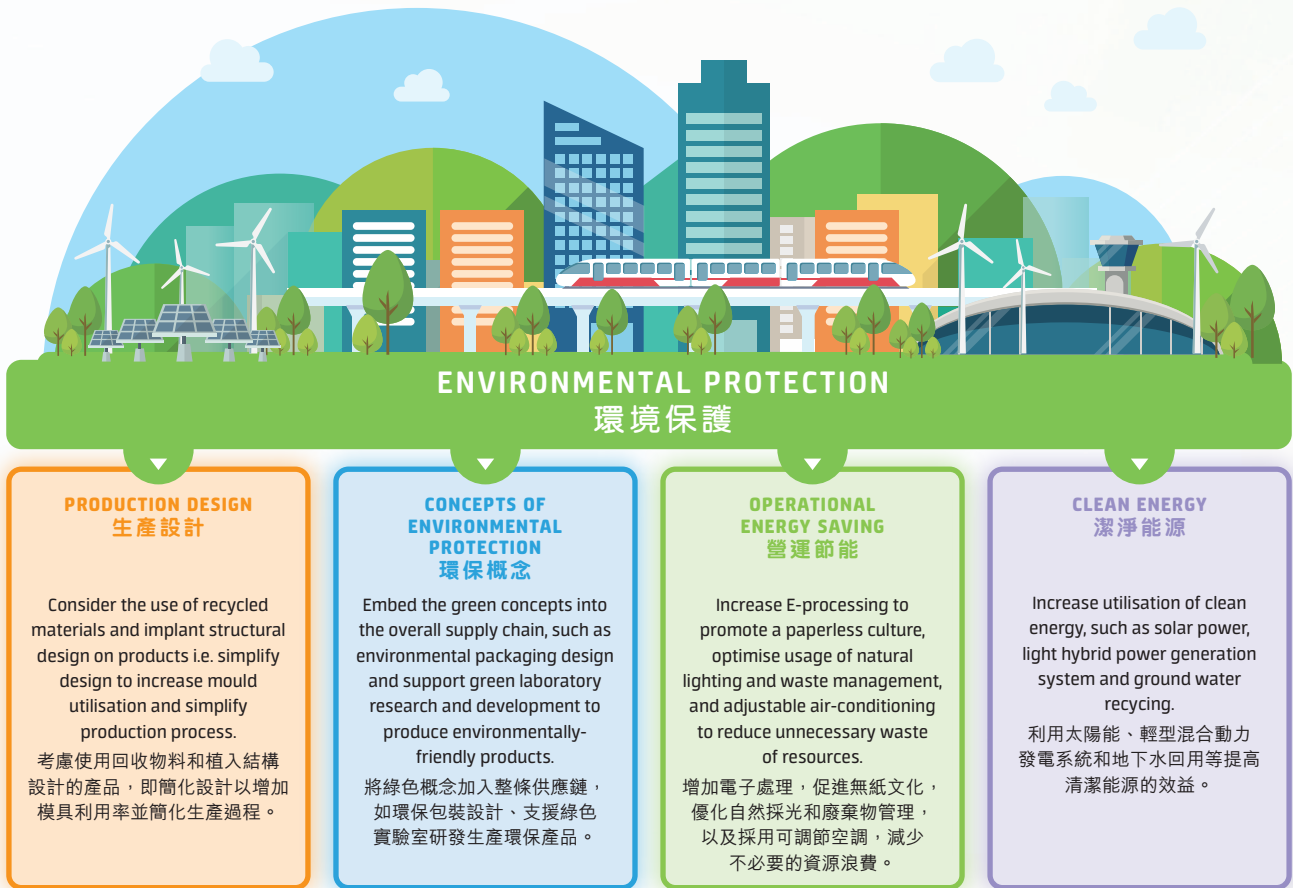 ENVIRONMENTAL PROTECTION
環境保護
PRODUCTION DESIGN
生產設計
Consider the use of recycled
materials and implant structural
design on products i.e. simplify
design to increase mould
utilisation and simplify
production process.
考慮使用回收物料和植入結構
設計的產品，即簡化設計以增加
模具利用率並簡化生產過程。
CONCEPTS OF
ENVIRONMENTAL
PROTECTION
環保概念
Embed the green concepts into
the overall supply chain, such as
environmental packaging design
and support green laboratory
research and development to
produce environmentally-
friendly products.
將綠色概念加入整條供應鏈，
如環保包裝設計、支援綠色
實驗室研發生產環保產品。
OPERATIONAL
ENERGY SAVING
營運節能
Increase E-processing to
promote a paperless culture,
optimise usage of natural
lighting and waste management,
and adjustable air-conditioning
to reduce unnecessary waste
of resources.
增加電子處理，促進無紙文化，
優化自然採光和廢棄物管理，
以及採用可調節空調，減少
不必要的資源浪費。
CLEAN ENERGY
潔淨能源
Increase utilisation of clean
energy, such as solar power,
light hybrid power generation
system and ground water
recycing.
利用太陽能、輕型混合動力
發電系統和地下水回用等提高
清潔能源的效益。